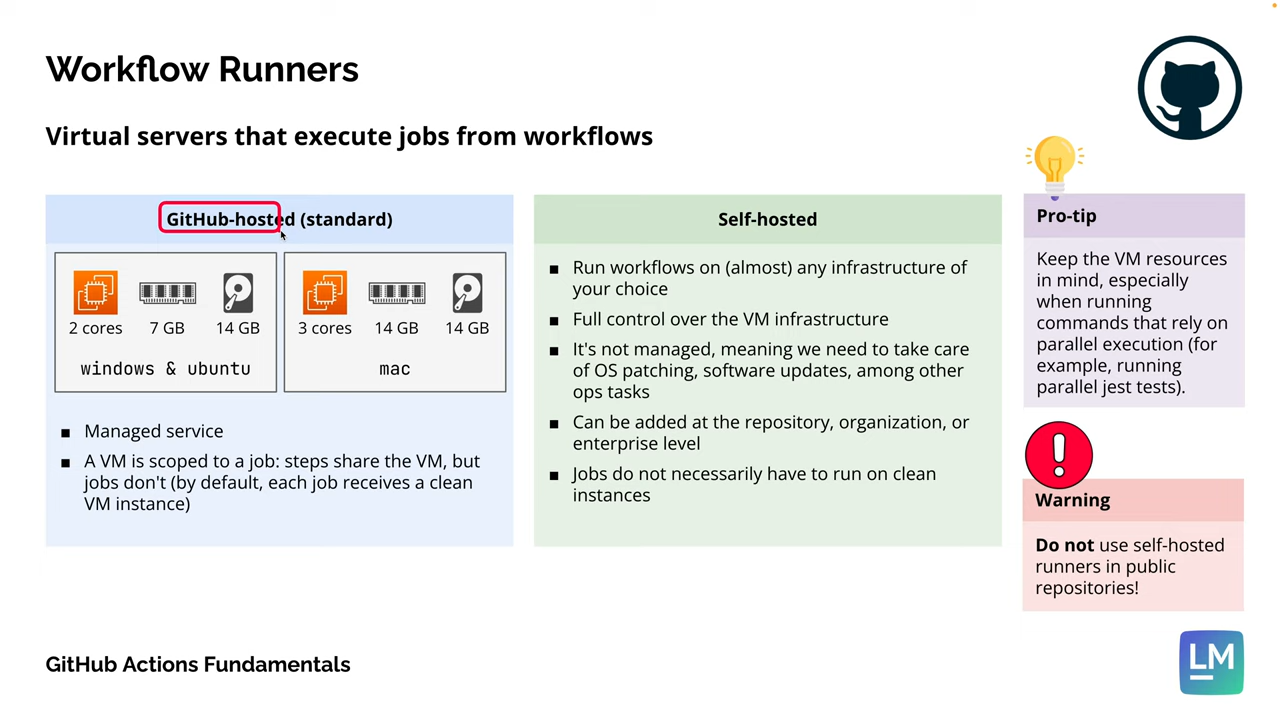 Workflow Runners
Virtual servers that execute jobs from workflows
GitHub-hosted (standard)
2 cores 7 GB 14 GB
windows & ubuntu
3 cores 14 GB 14 GB
mac
■ Managed service
■ A VM is scoped to a job: steps share the VM, but
jobs don't (by default, each job receives a clean
VM instance)
Self-hosted
■ Run workflows on (almost) any infrastructure of
your choice
■ Full control over the VM infrastructure
■ It's not managed, meaning we need to take care
of OS patching, software updates, among other
ops tasks
■ Can be added at the repository, organization, or
enterprise level
■ Jobs do not necessarily have to run on clean
instances
Pro-tip
Keep the VM resources
in mind, especially
when running
commands that rely on
parallel execution (for
example, running
parallel jest tests).
Warning
Do not use self-hosted
runners in public
repositories!
GitHub Actions Fundamentals
LM